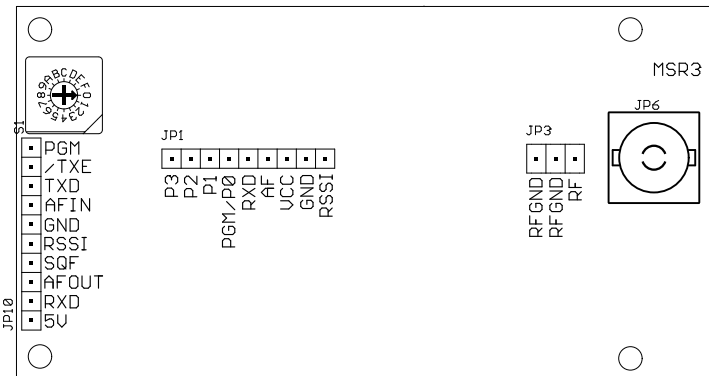 MSR3
JP6
89ABCDEF01234567
S1
JP1
JP3
PGM
/TXE
TXD
AFIN
GND
RSSI
SQF
AFOUT
RXD
5V
JP10
P3
P2
P1
PGM/P0
RXD
AF
VCC
GND
RSSI
RFGND
RFGND
RF